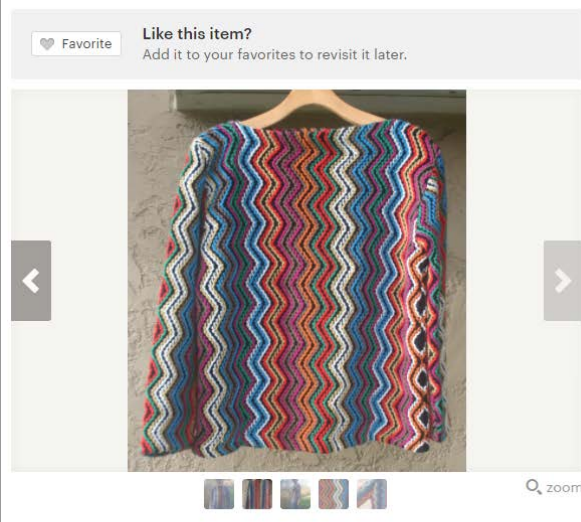 Like this item?
Favorite
Add it to your favorites to revisit it later.
zoom